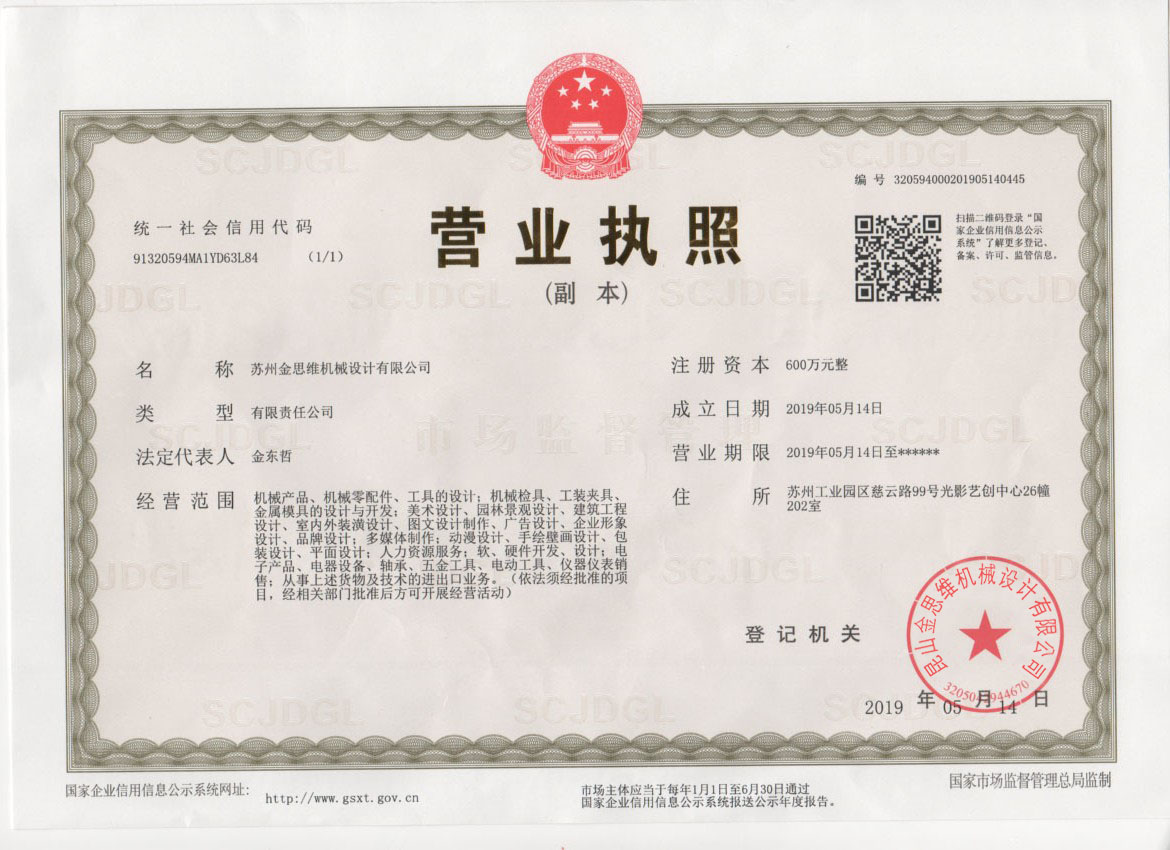 编 号 320594000201905140445
统一社会信用代码
91320594MA1YD63L84 (1/1)
营业执照
(副 本)
扫描二维码登录“国
家企业信用信息公示
系统”了解更多登记、
备案、许可、监管信息。
名 称 苏州金思维机械设计有限公司
类 型 有限责任公司
法定代表人 金东哲
经营范围 机械产品、机械零配件、工具的设计；机械检具、工装夹具、
金属模具的设计与开发；美术设计、园林景观设计、建筑工程
设计、室内外装潢设计、图文设计制作、广告设计、企业形象
设计、品牌设计；多媒体制作；动漫设计、手绘壁画设计、包
装设计、平面设计；人力资源服务；软、硬件开发、设计；电
子产品、电器设备、轴承、五金工具、电动工具、仪器仪表销
售；从事上述货物及技术的进出口业务。（依法须经批准的项
目，经相关部门批准后方可开展经营活动）
注册资本 600万元整
成立日期 2019年05月14日
营业期限 2019年05月14日至******
住 所 苏州工业园区慈云路99号光影艺创中心26幢
202室
登记机关
昆山金思维机械设计有限公司
2019 年 05 月 14 日
国家企业信用信息公示系统网址: http://www.gsxt.gov.cn
市场主体应当于每年1月1日至6月30日通过
国家企业信用信息公示系统报送公示年度报告。
国家市场监督管理总局监制
SCJDGL
市场监督管理